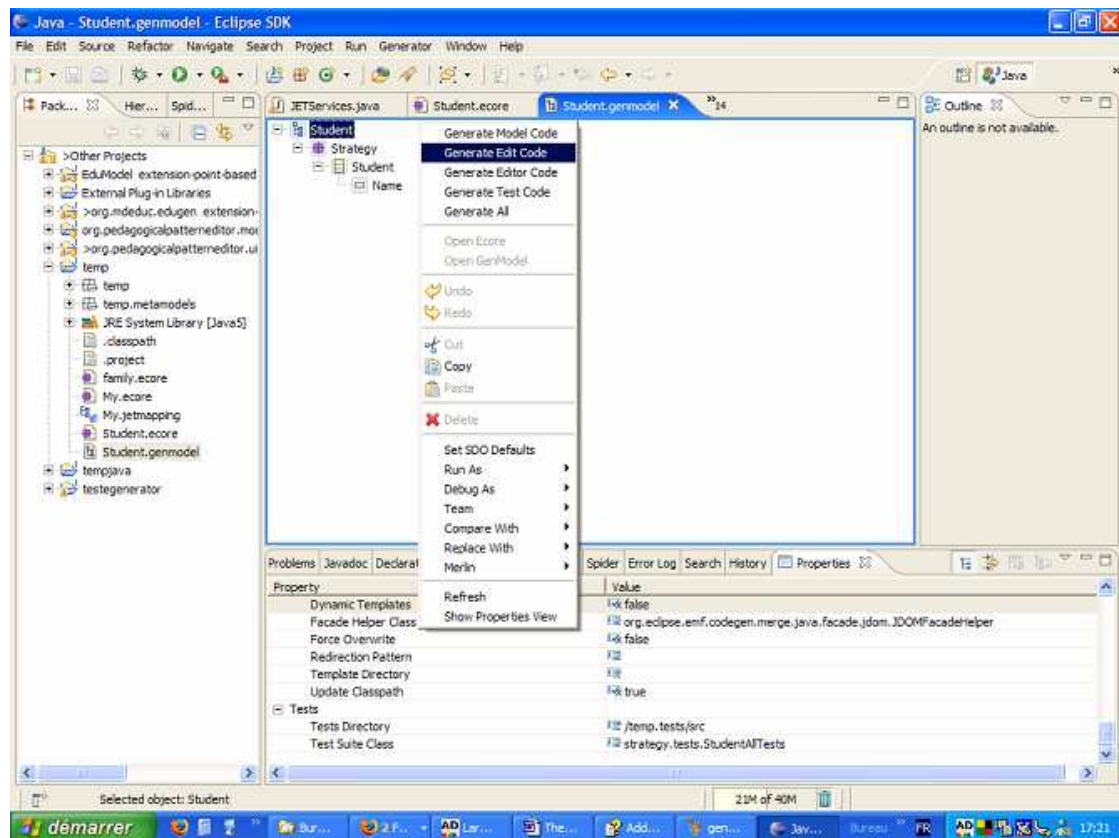 Java - Student.genmodel - Eclipse SDK
File Edit Source Refactor Navigate Search Project Run Generator Window Help
Java
Pack... Hier... Spid...
JETServices.java Student.ecore Student.genmodel 14
Outline
An outline is not available.
>Other Projects
EduModel extension-point-based
External Plug-in Libraries
>org.mdeduc.edugen extension-
org.pedagogicalpatterneditor.mo
>org.pedagogicalpatterneditor.ui
temp
temp
temp.metamodels
JRE System Library [Java5]
.classpath
.project
family.ecore
My.ecore
My.jetmapping
Student.ecore
Student.genmodel
tempjava
testegenerator
Student
Strategy
Student
Name
Generate Model Code
Generate Edit Code
Generate Editor Code
Generate Test Code
Generate All
Open Ecore
Open GenModel
Undo
Redo
Cut
Copy
Paste
Delete
Set SDO Defaults
Run As
Debug As
Team
Compare With
Replace With
Merlin
Refresh
Show Properties View
Problems Javadoc Declarat Spider Error Log Search History Properties
Property Value
Dynamic Templates false
Facade Helper Class org.eclipse.emf.codegen.merge.java.facade.jdom.JDOMFacadeHelper
Force Overwrite false
Redirection Pattern
Template Directory
Update Classpath true
Tests
Tests Directory /temp.tests/src
Test Suite Class strategy.tests.StudentAllTests
Selected object: Student
21M of 40M
démarrer Bur... 2 F... Lar... The... Add... gen... Jav... Bureau FR 17:31